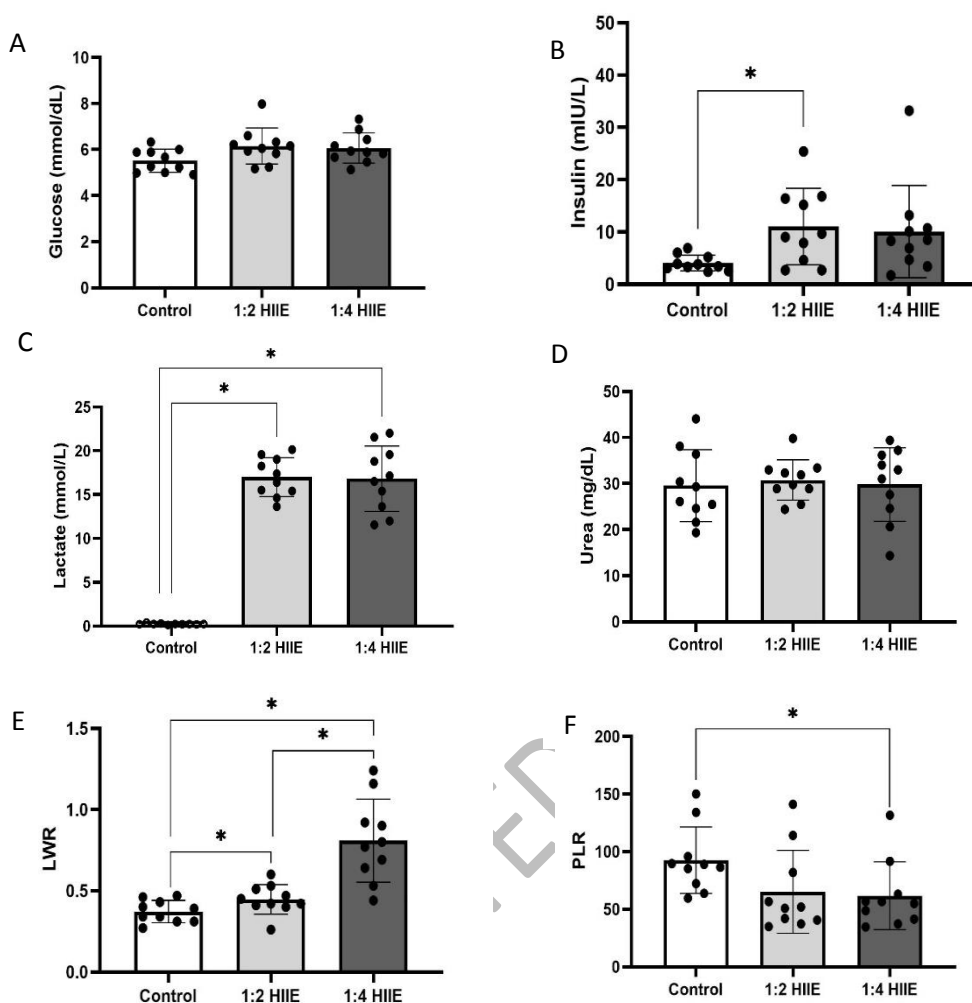 A
Glucose (mmol/dL)
10
8
6
4
2
0
Control 1:2 HIIE 1:4 HIIE
B
Insulin (mIU/L)
50
40
30
20
10
0
*
Control 1:2 HIIE 1:4 HIIE
C
Lactate (mmol/L)
25
20
15
10
5
0
*
*
Control 1:2 HIIE 1:4 HIIE
D
Urea (mg/dL)
50
40
30
20
10
0
Control 1:2 HIIE 1:4 HIIE
E
LWR
1.5
1.0
0.5
0.0
*
*
*
Control 1:2 HIIE 1:4 HIIE
F
PLR
200
150
100
50
0
*
Control 1:2 HIIE 1:4 HIIE